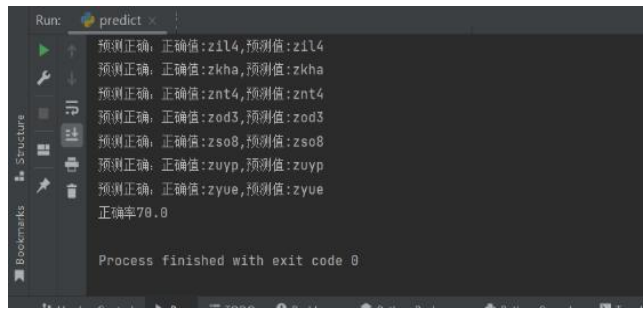 Run: predict
预测正确：正确值:zil4,预测值:zil4
预测正确：正确值:zkha,预测值:zkha
预测正确：正确值:znt4,预测值:znt4
预测正确：正确值:zod3,预测值:zod3
预测正确：正确值:zso8,预测值:zso8
预测正确：正确值:zuyp,预测值:zuyp
预测正确：正确值:zyue,预测值:zyue
正确率70.0
Process finished with exit code 0
Structure
Bookmarks